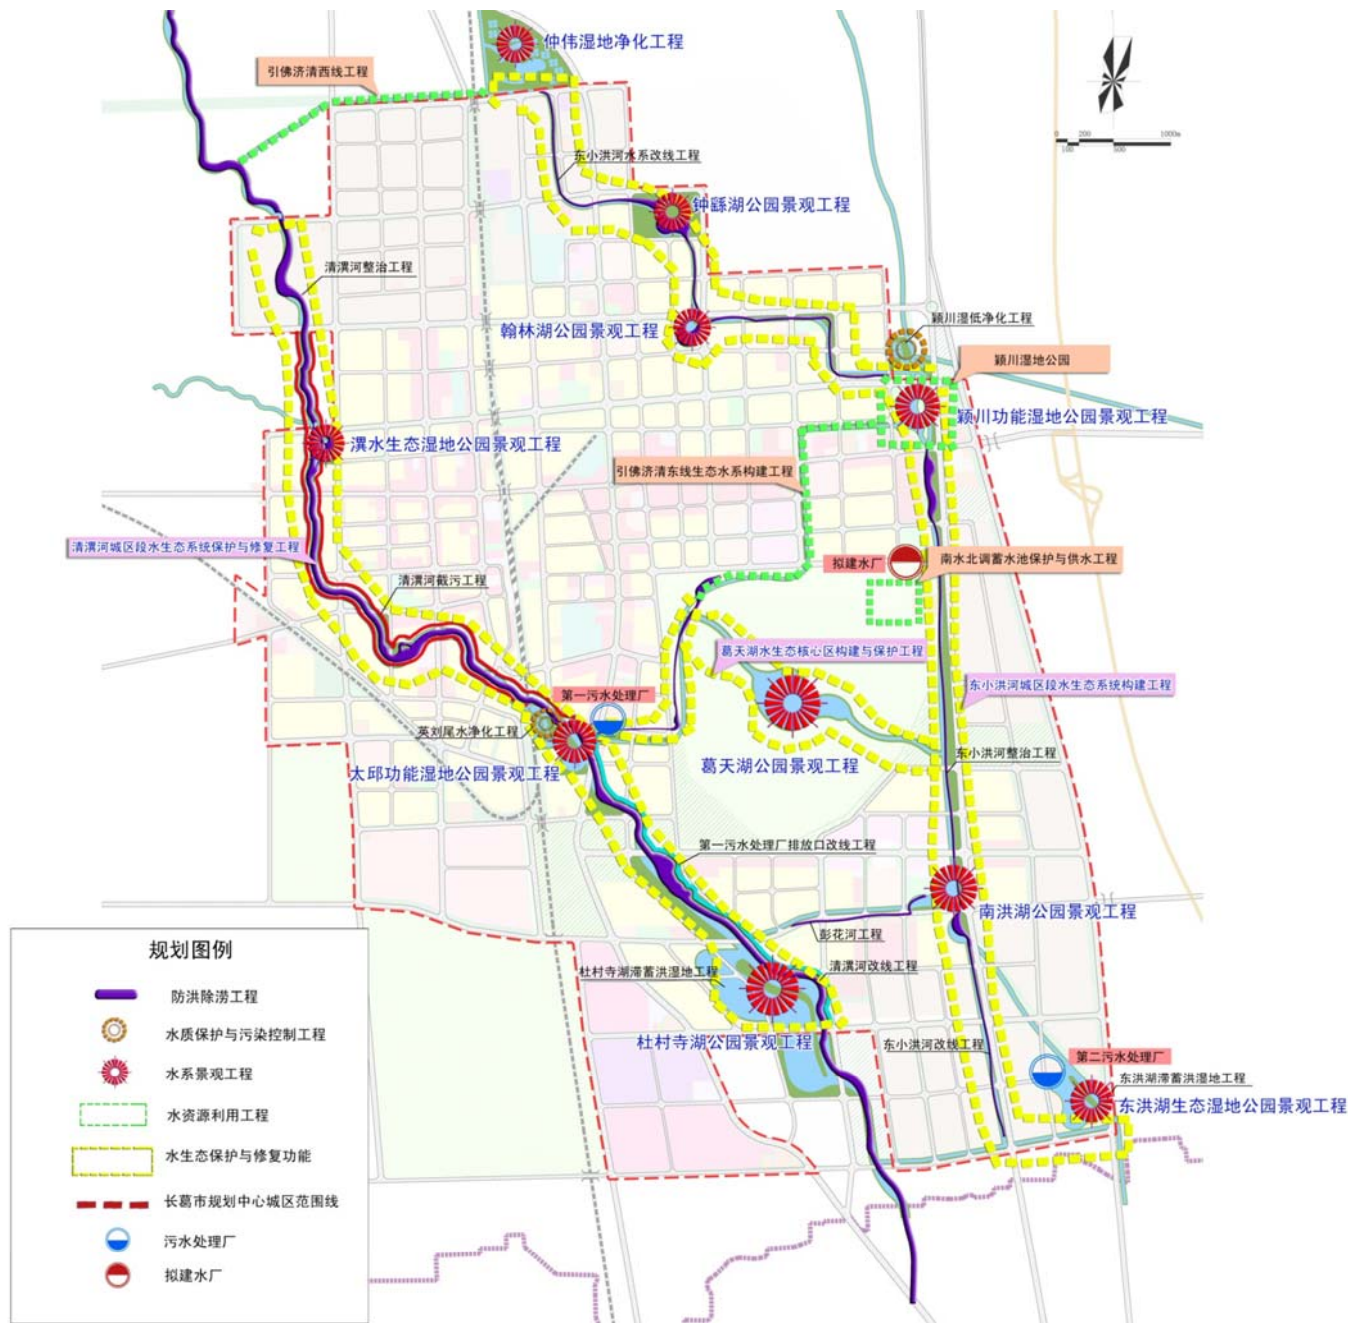 仲伟湿地净化工程
引佛济清西线工程
0 200 1000m
100 500
东小洪河水系改线工程
钟繇湖公园景观工程
清潩河整治工程
翰林湖公园景观工程
颍川湿低净化工程
颍川湿地公园
颍川功能湿地公园景观工程
潩水生态湿地公园景观工程
引佛济清东线生态水系构建工程
清潩河城区段水生态系统保护与修复工程
拟建水厂
南水北调蓄水池保护与供水工程
清潩河截污工程
葛天湖水生态核心区构建与保护工程
东小洪河城区段水生态系统构建工程
第一污水处理厂
英刘尾水净化工程
东小洪河整治工程
太邱功能湿地公园景观工程
葛天湖公园景观工程
第一污水处理厂排放口改线工程
南洪湖公园景观工程
彭花河工程
杜村寺湖滞蓄洪湿地工程
清潩河改线工程
杜村寺湖公园景观工程
东小洪河改线工程
第二污水处理厂
东洪湖滞蓄洪湿地工程
东洪湖生态湿地公园景观工程
规划图例
防洪除涝工程
水质保护与污染控制工程
水系景观工程
水资源利用工程
水生态保护与修复功能
长葛市规划中心城区范围线
污水处理厂
拟建水厂